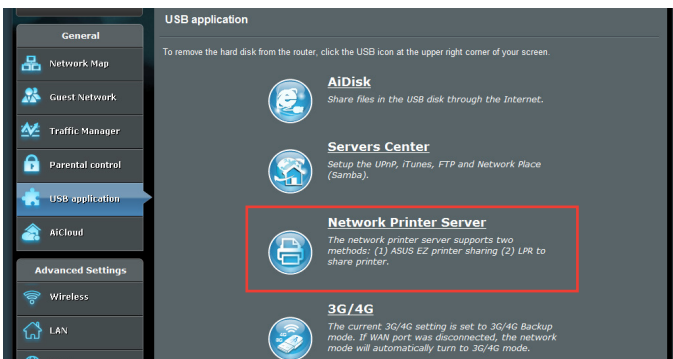 USB application
General
To remove the hard disk from the router, click the USB icon at the upper right corner of your screen.
Network Map
AiDisk
Share files in the USB disk through the Internet.
Guest Network
Traffic Manager
Servers Center
Setup the UPnP, iTunes, FTP and Network Place
(Samba).
Parental control
USB application
Network Printer Server
The network printer server supports two
methods: (1) ASUS EZ printer sharing (2) LPR to
share printer.
AiCloud
Advanced Settings
Wireless
3G/4G
The current 3G/4G setting is set to 3G/4G Backup
mode. If WAN port was disconnected, the network
mode will automatically turn to 3G/4G mode.
LAN